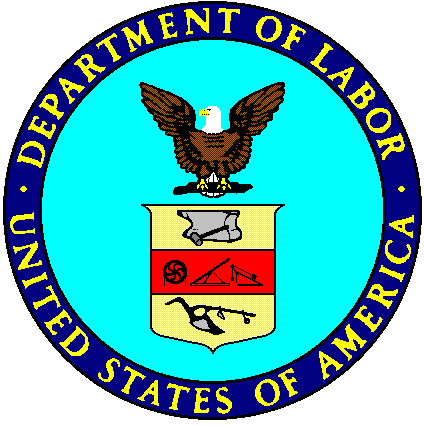 DEPARTMENT OF LABOR
UNITED STATES OF AMERICA